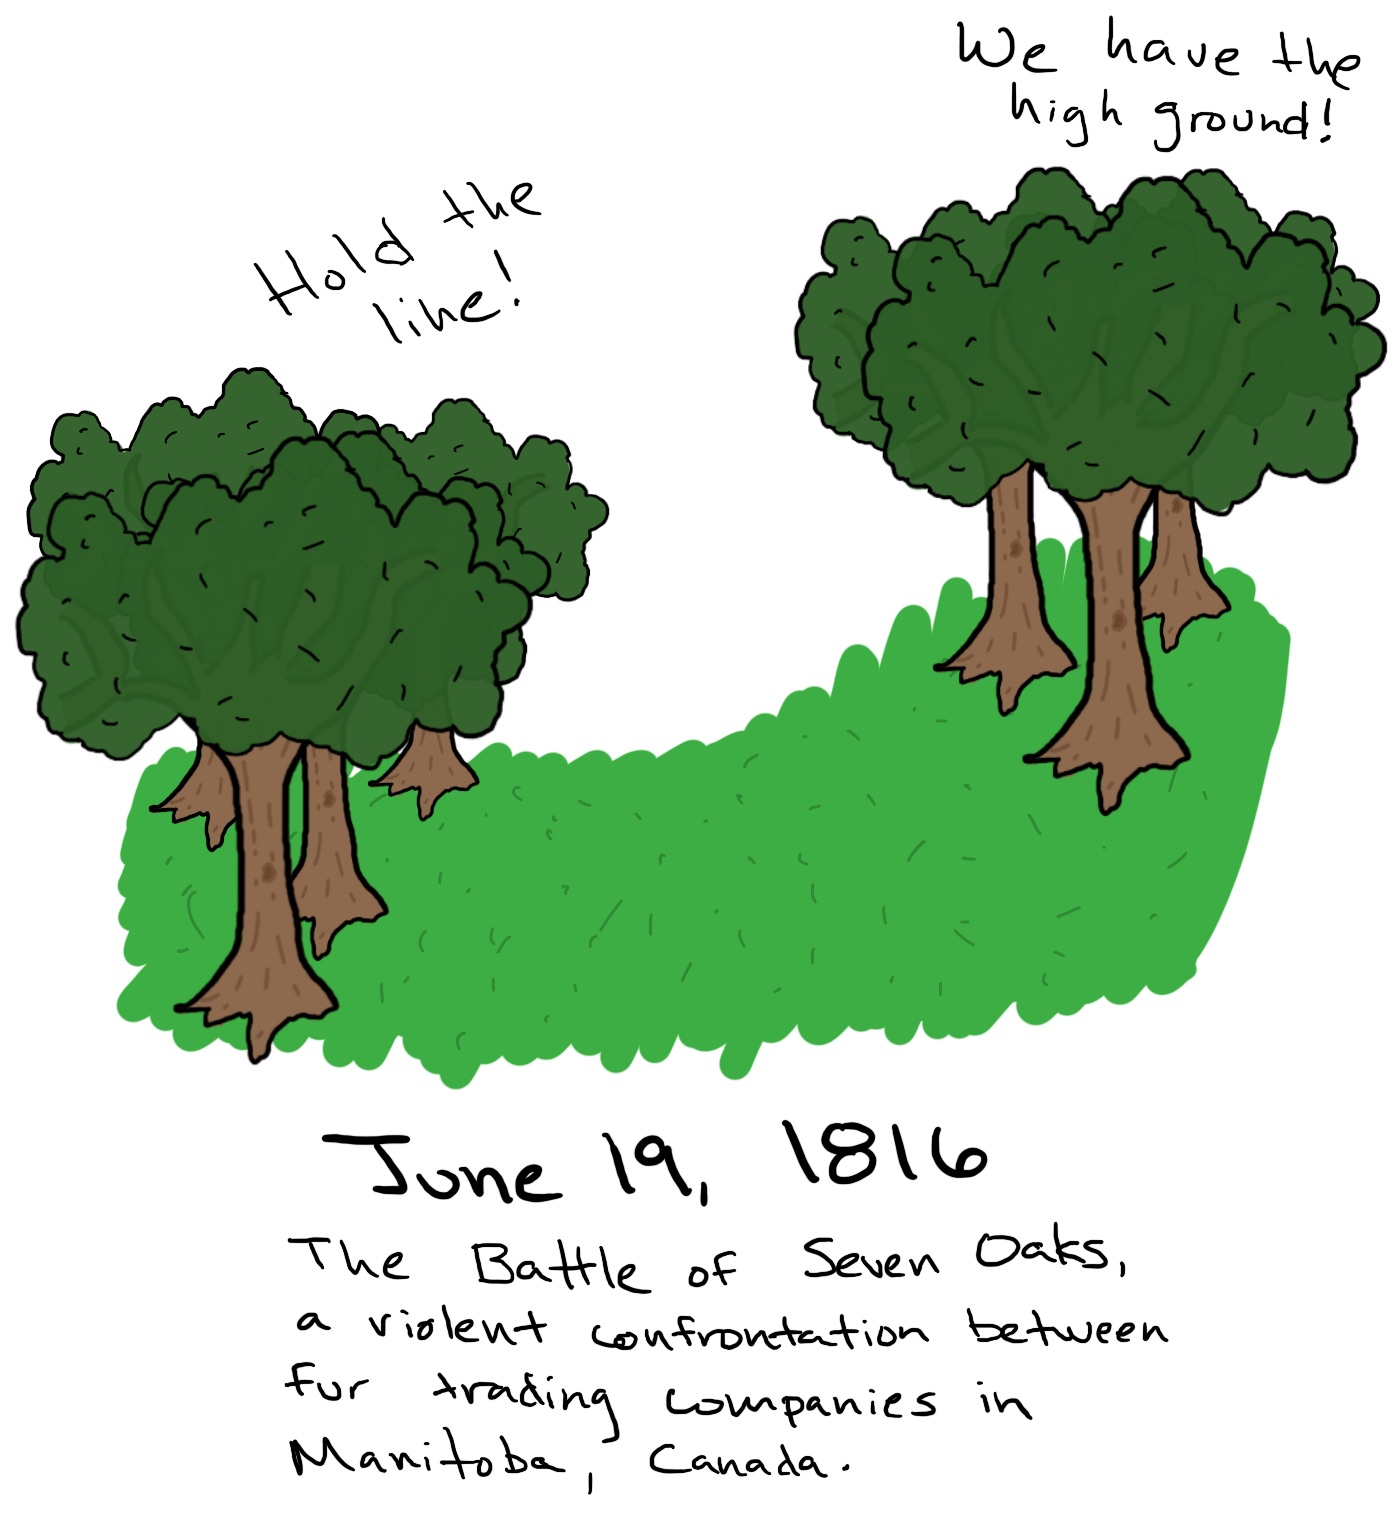 We have the
high ground!
Hold the
line!
June 19, 1816
The Battle of Seven Oaks,
a violent confrontation between
fur trading companies in
Manitoba, Canada.